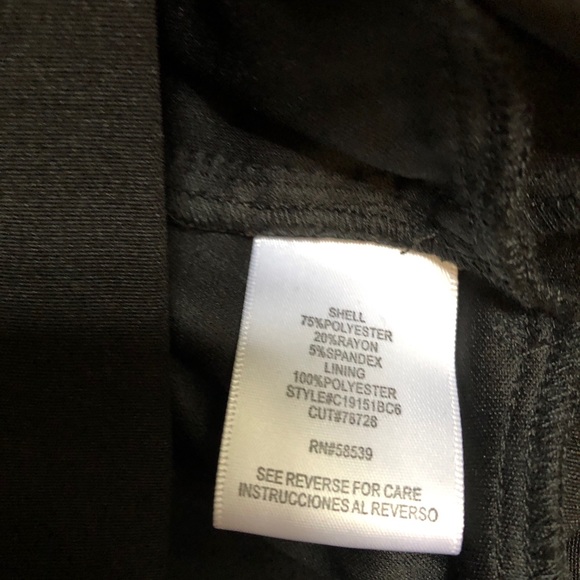 SHELL
75%POLYESTER
20%RAYON
5%SPANDEX
LINING
100%POLYESTER
STYLE#C19151BC6
CUT#78728
RN#58539
SEE REVERSE FOR CARE
INSTRUCCIONES AL REVERSO